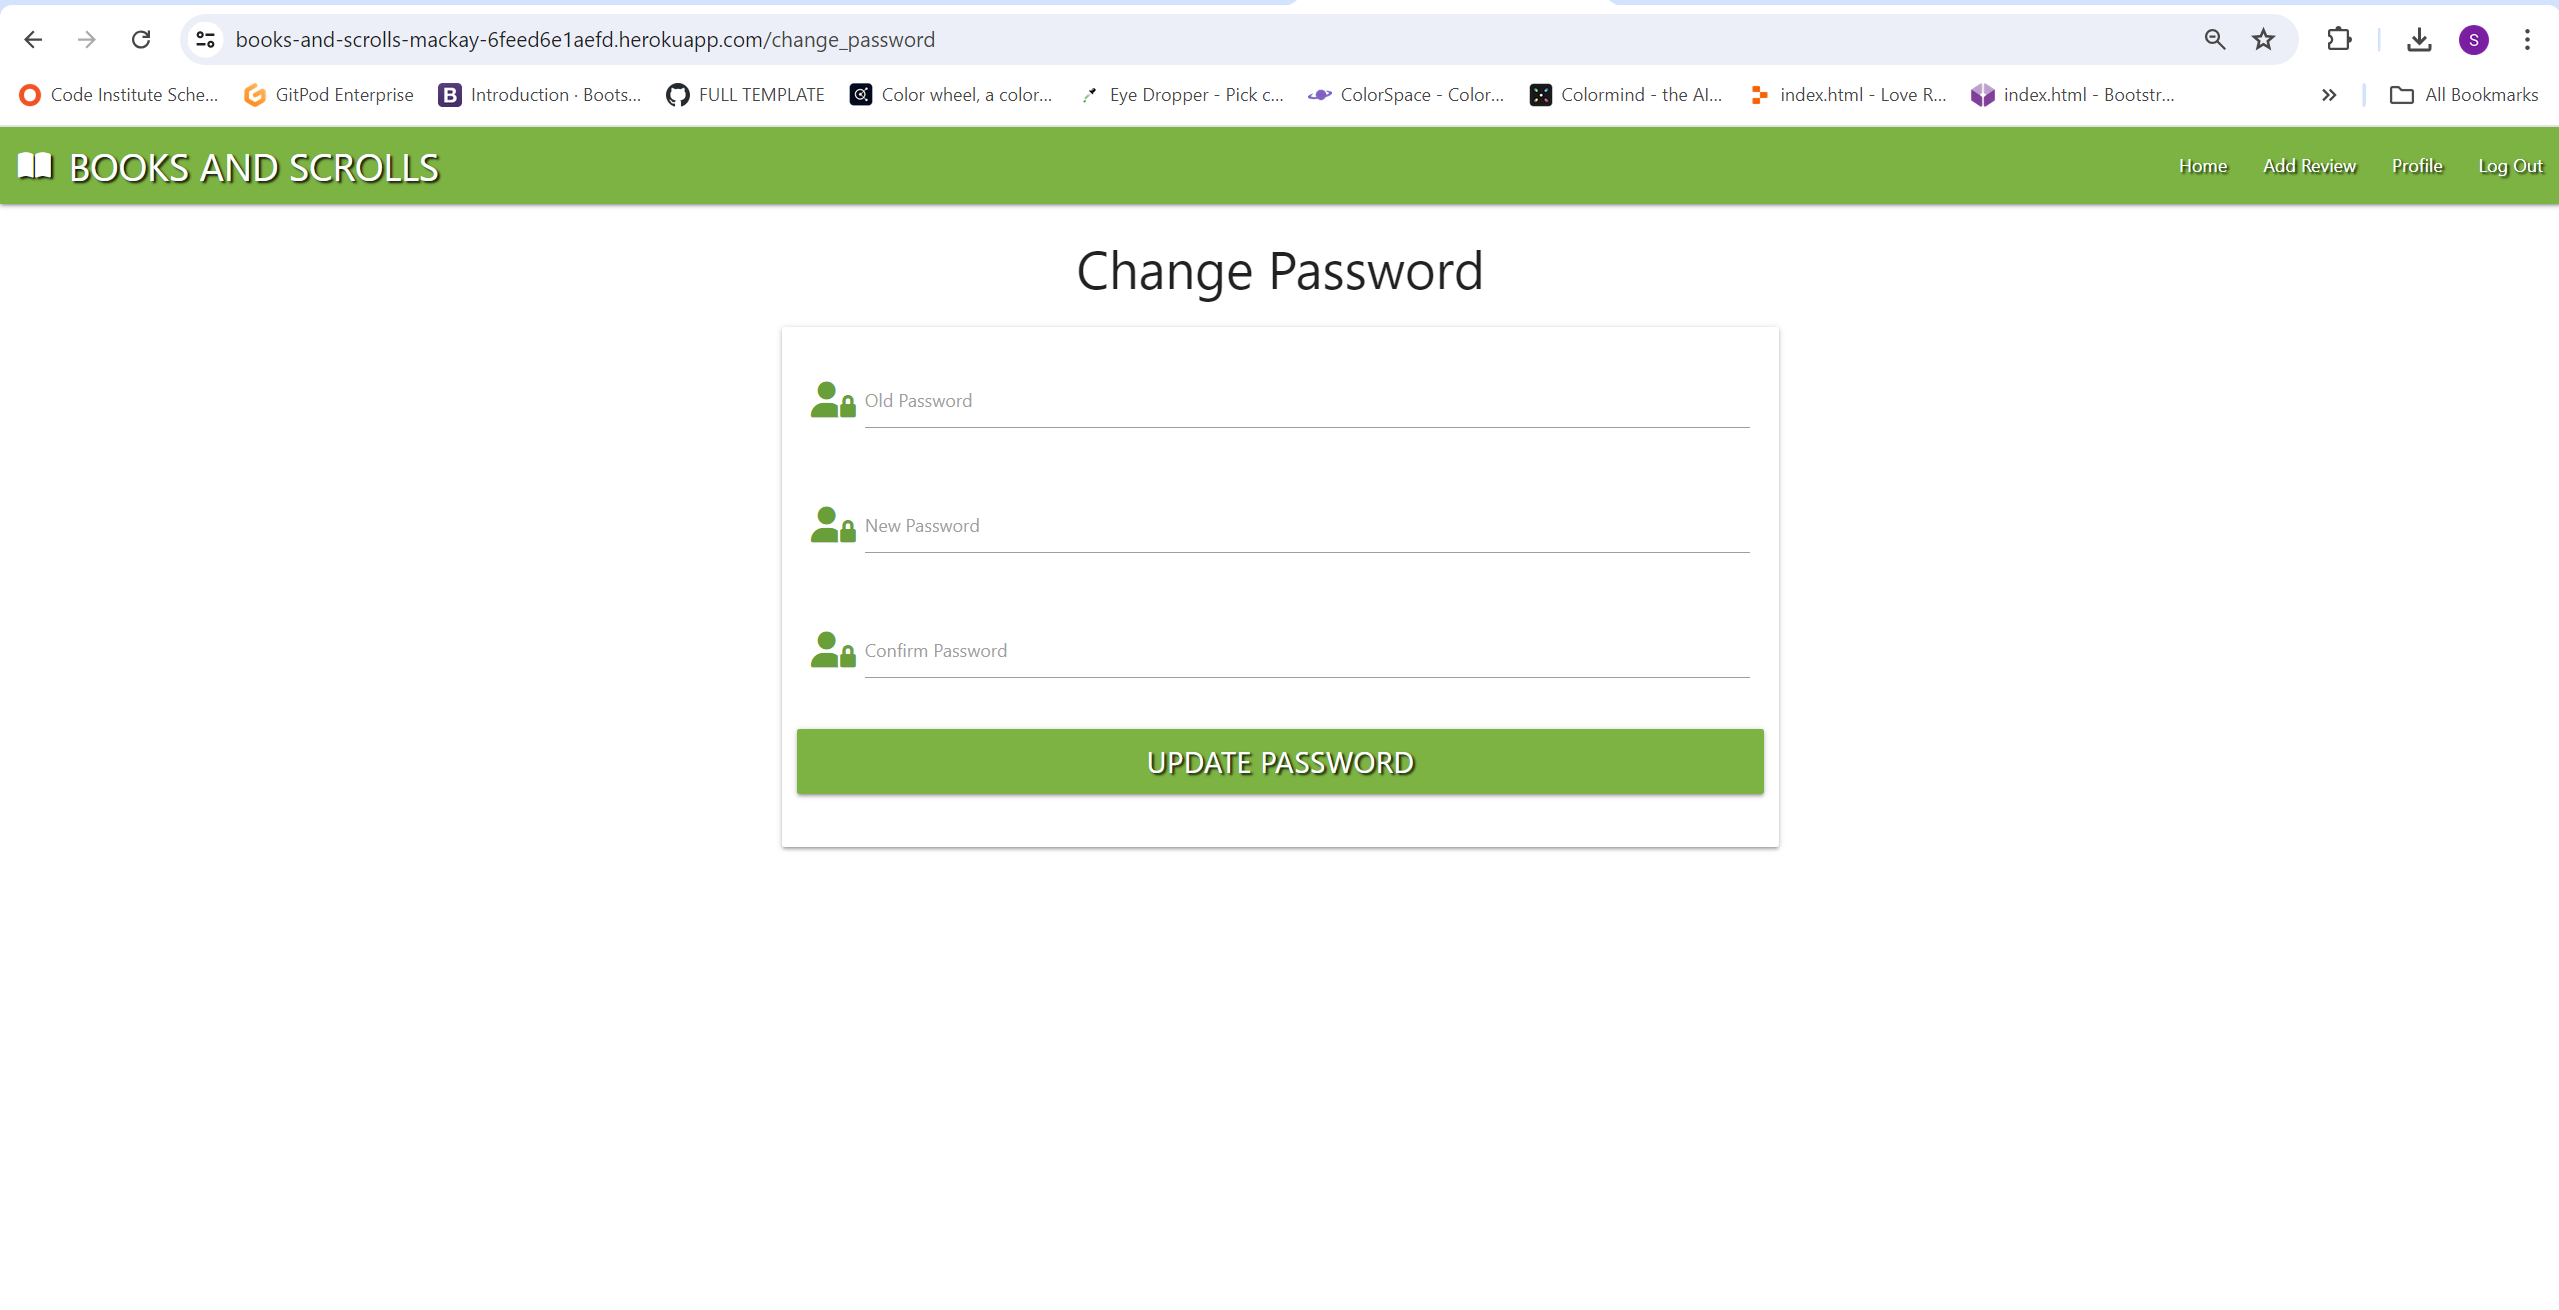 books-and-scrolls-mackay-6feed6e1aefd.herokuapp.com/change_password
S
Code Institute Sche... GitPod Enterprise Introduction · Boots... FULL TEMPLATE Color wheel, a color... Eye Dropper - Pick c... ColorSpace - Color... Colormind - the AI... index.html - Love R... index.html - Bootstr... » All Bookmarks
BOOKS AND SCROLLS Home Add Review Profile Log Out
Change Password
Old Password
New Password
Confirm Password
UPDATE PASSWORD